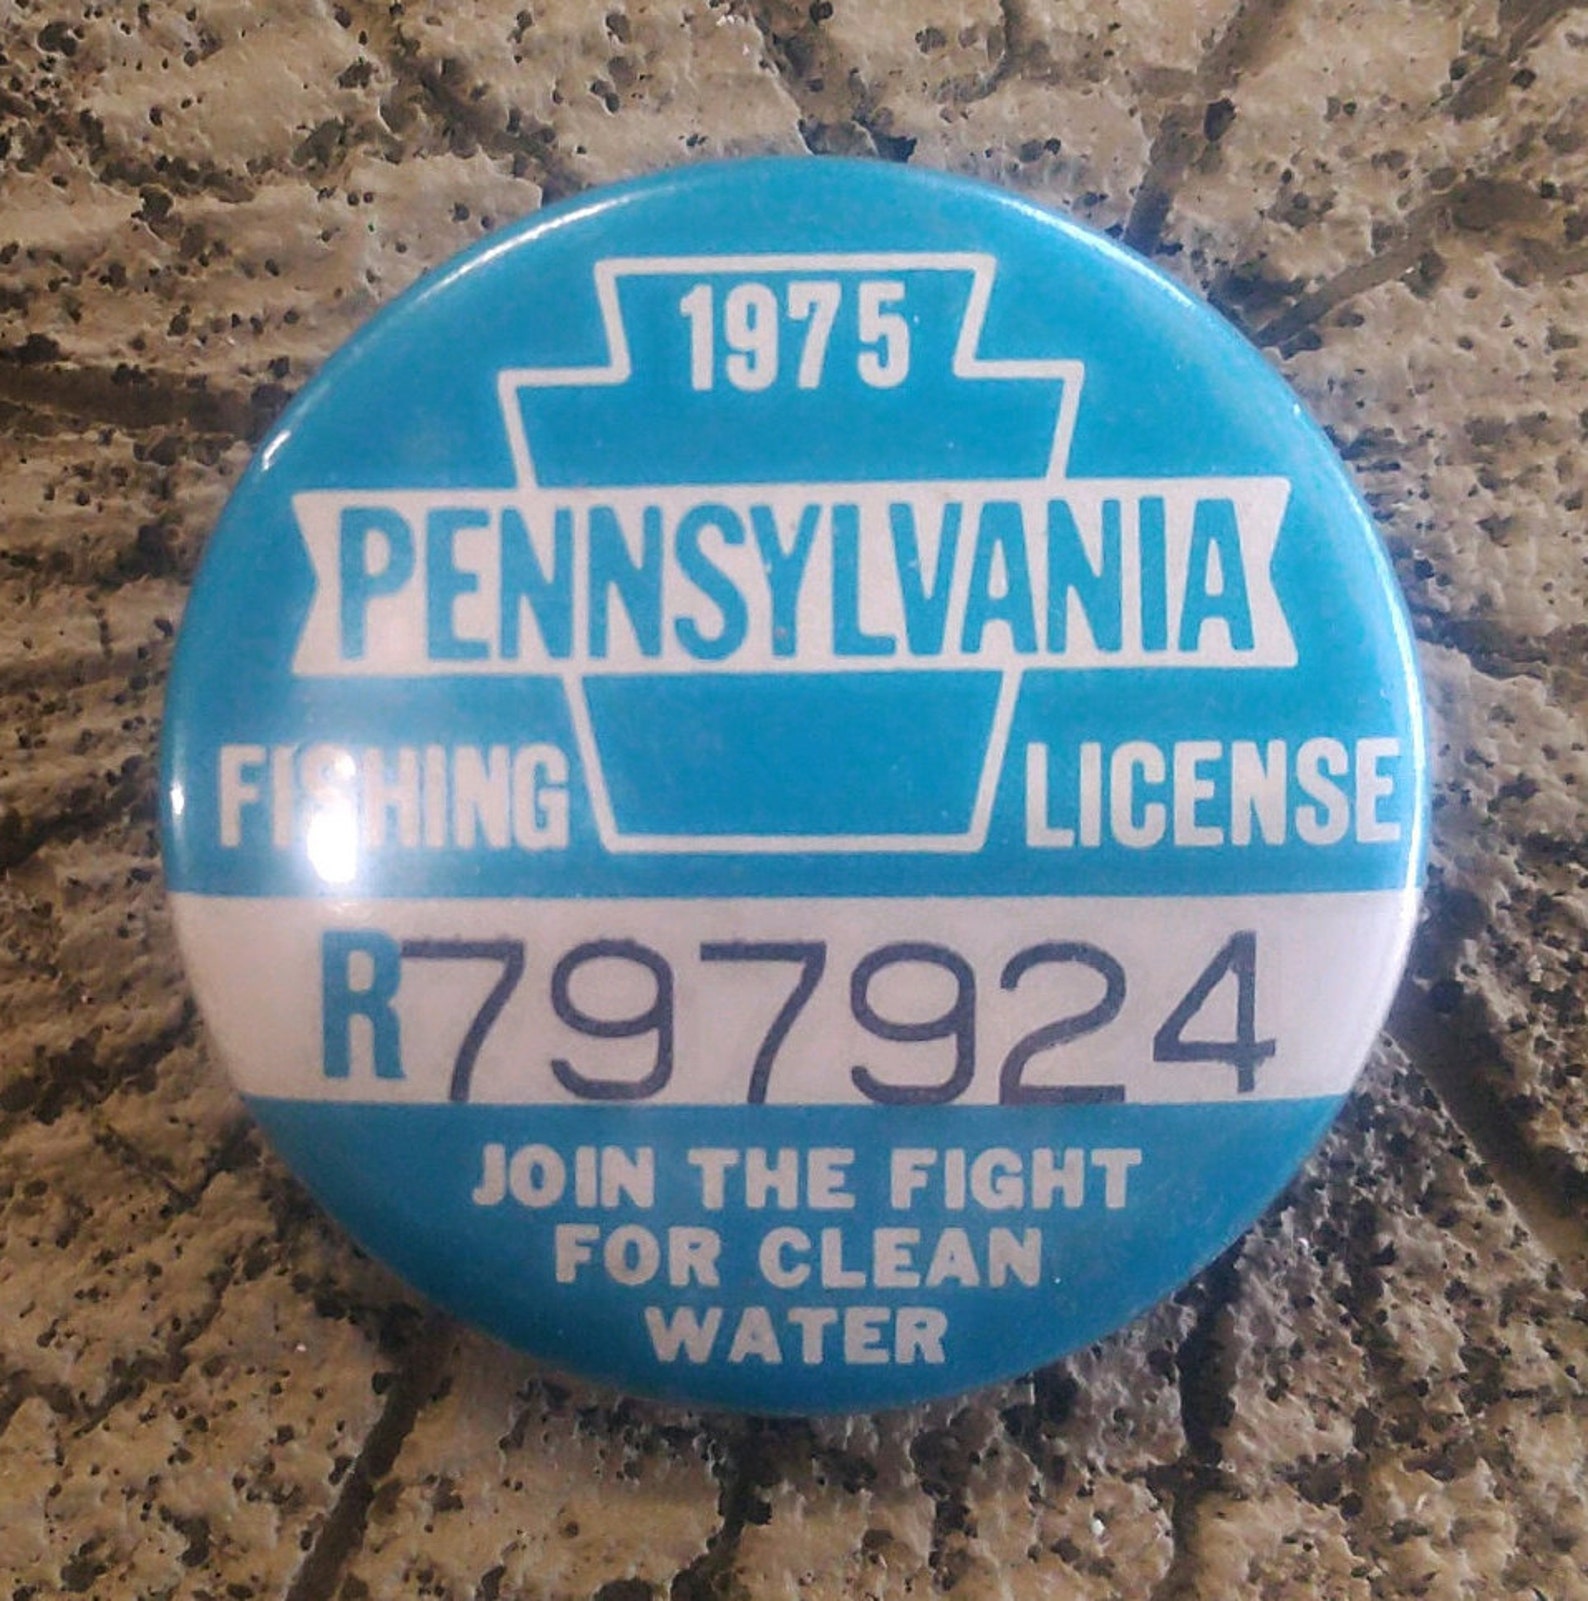 1975
PENNSYLVANIA
FISHING LICENSE
R797924
JOIN THE FIGHT
FOR CLEAN
WATER